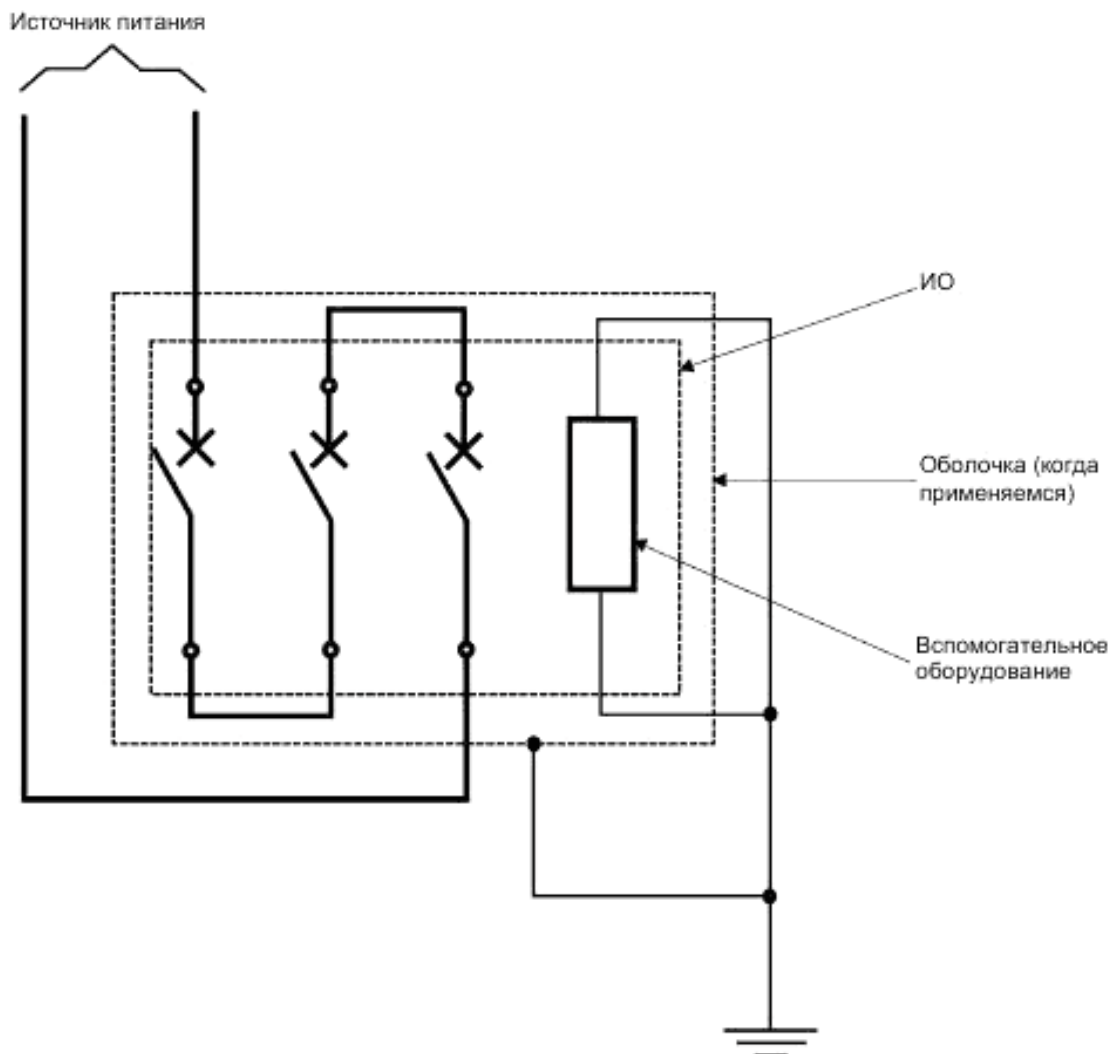 Источник питания
ИО
Оболочка (когда
применяемся)
Вспомогательное
оборудование